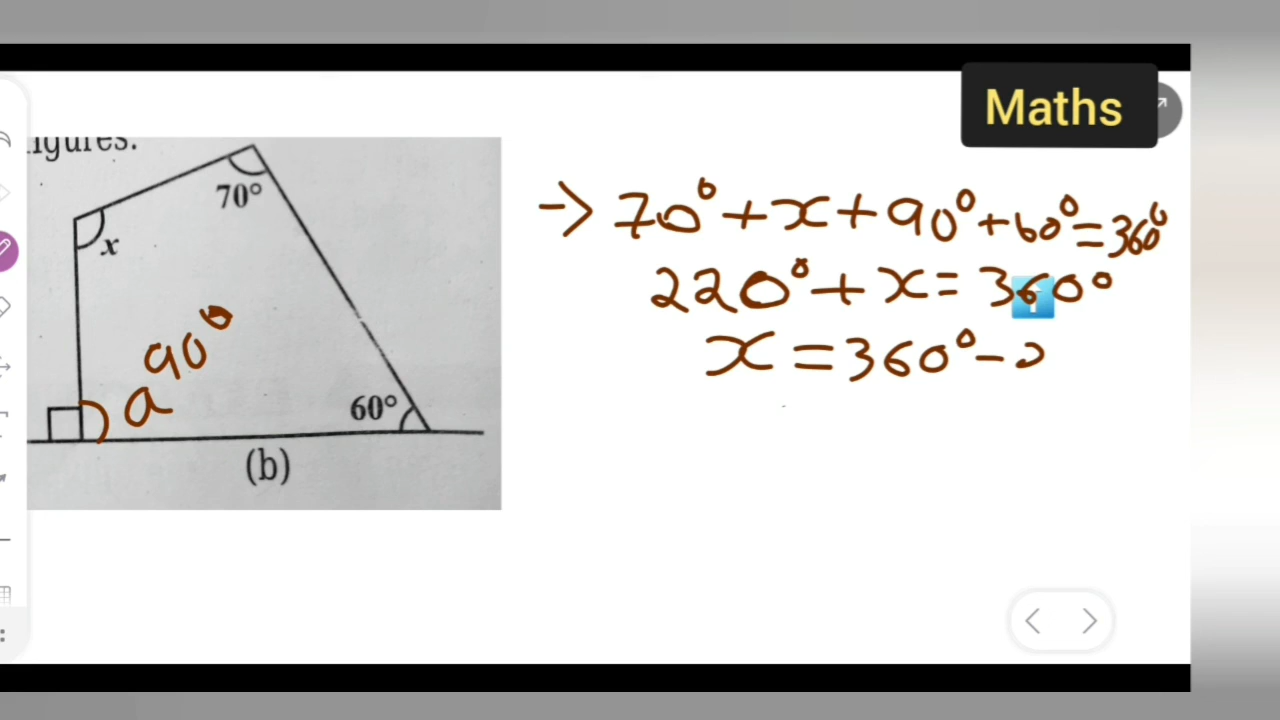 Maths
igures.
70°
x
90°
a
60°
(b)
→ 70° + x + 90° + 60° = 360°
220° + x = 360°
x = 360° - 2